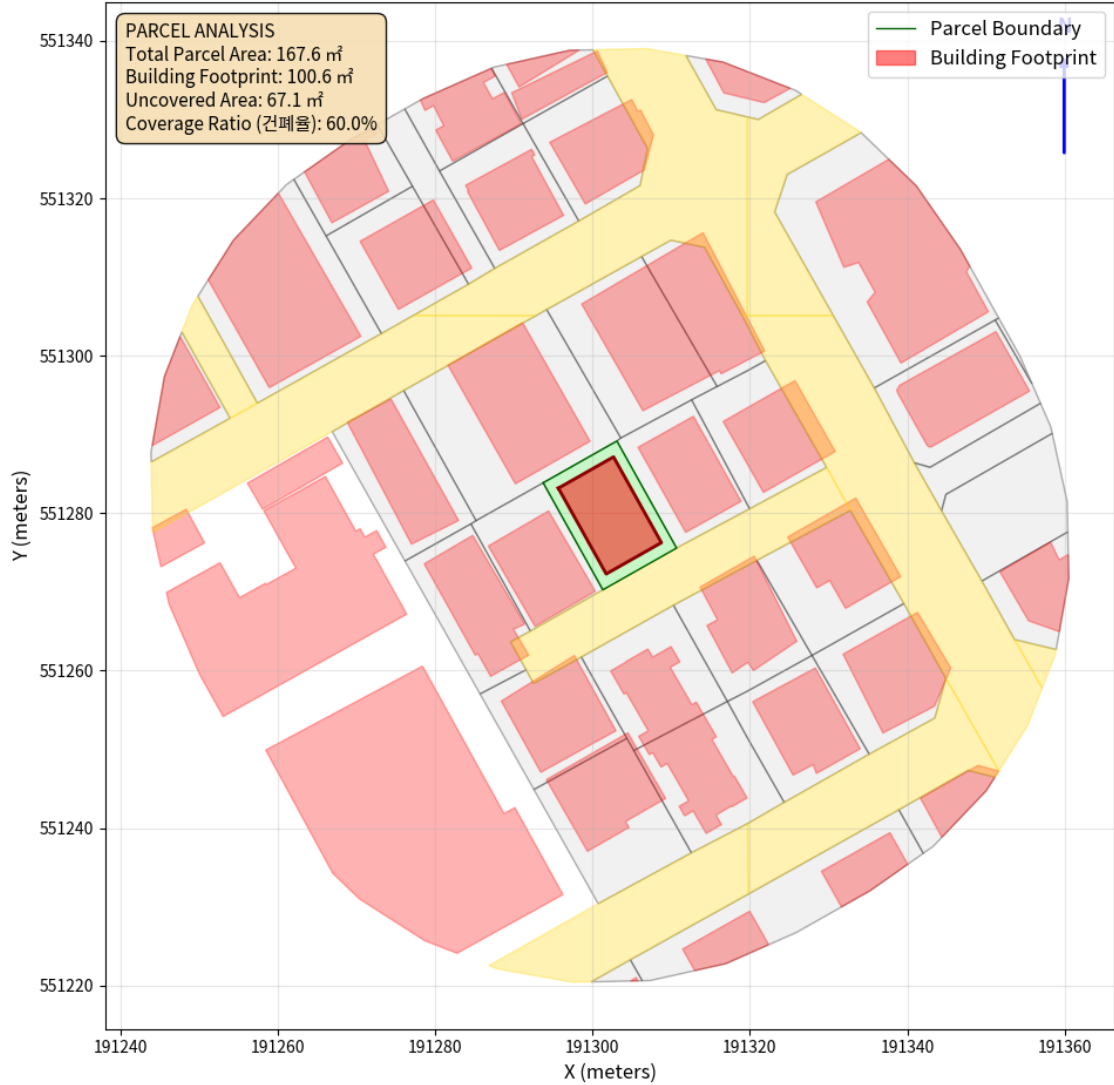 PARCEL ANALYSIS
Total Parcel Area: 167.6 ㎡
Building Footprint: 100.6 ㎡
Uncovered Area: 67.1 ㎡
Coverage Ratio (건폐율): 60.0%
N
Parcel Boundary
Building Footprint
551340
551320
551300
551280
551260
551240
551220
Y (meters)
191240
191260
191280
191300
191320
191340
191360
X (meters)